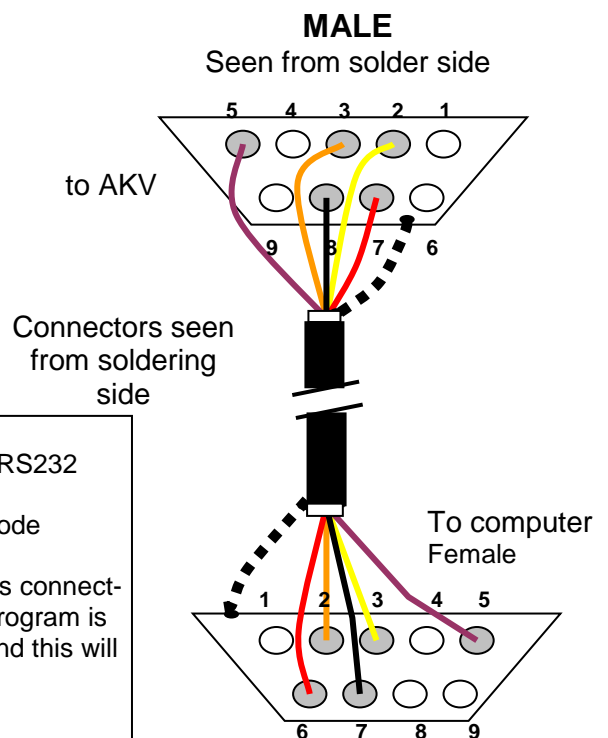 MALE
Seen from solder side
5 4 3 2 1
to AKV
9 8 7 6
Connectors seen
from soldering
side
RS232
ode
s connect-
rogram is
nd this will
To computer
Female
1 2 3 4 5
6 7 8 9